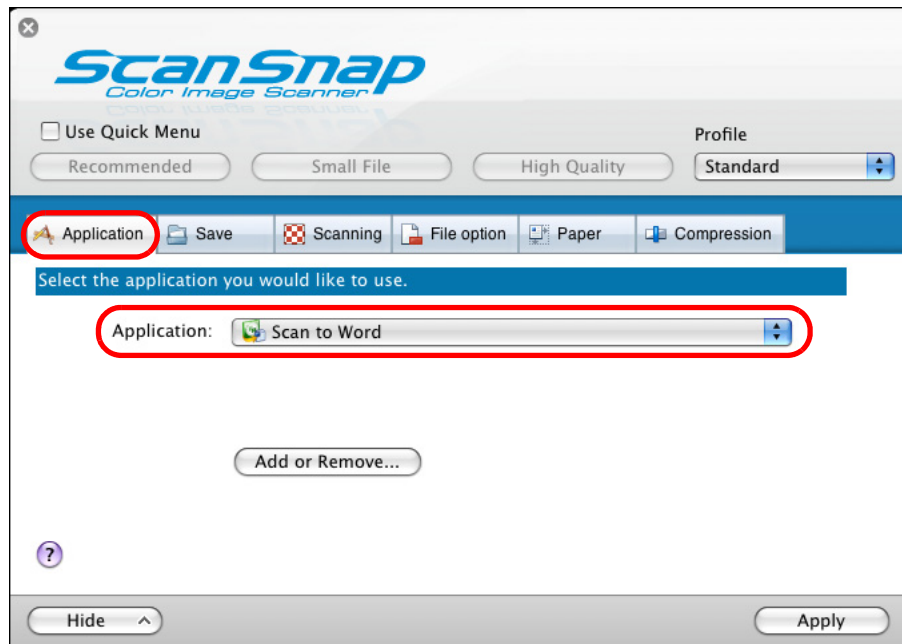 ScanSnap
Color Image Scanner
Use Quick Menu
Profile
Recommended Small File High Quality Standard
Application Save Scanning File option Paper Compression
Select the application you would like to use.
Application: Scan to Word
Add or Remove...
?
Hide Apply